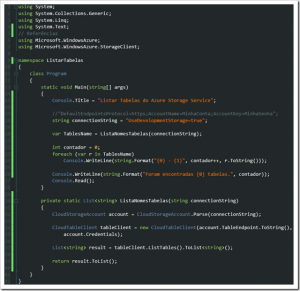 using System;
using System.Collections.Generic;
using System.Linq;
using System.Text;
// Referências
using Microsoft.WindowsAzure;
using Microsoft.WindowsAzure.StorageClient;
namespace ListarTabelas
{
class Program
{
static void Main(string[] args)
{
Console.Title = "Listar Tabelas do Azure Storage Service";
//"DefaultEndpointsProtocol=https;AccountName=MinhaConta;AccountKey=MinhaSenha";
string connectionString = "UseDevelopmentStorage=true";
var TablesName = ListaNomesTabelas(connectionString);
int contador = 0;
foreach (var r in TablesName)
Console.WriteLine(string.Format("{0} - {1}", contador++, r.ToString()));
Console.WriteLine(string.Format("Foram encontradas {0} tabelas.", contador));
Console.Read();
}
private static List<string> ListaNomesTabelas(string connectionString)
{
CloudStorageAccount account = CloudStorageAccount.Parse(connectionString);
CloudTableClient tableClient = new CloudTableClient(account.TableEndpoint.ToString(),
account.Credentials);
List<string> result = tableClient.ListTables().ToList<string>();
return result.ToList();
}
}
}